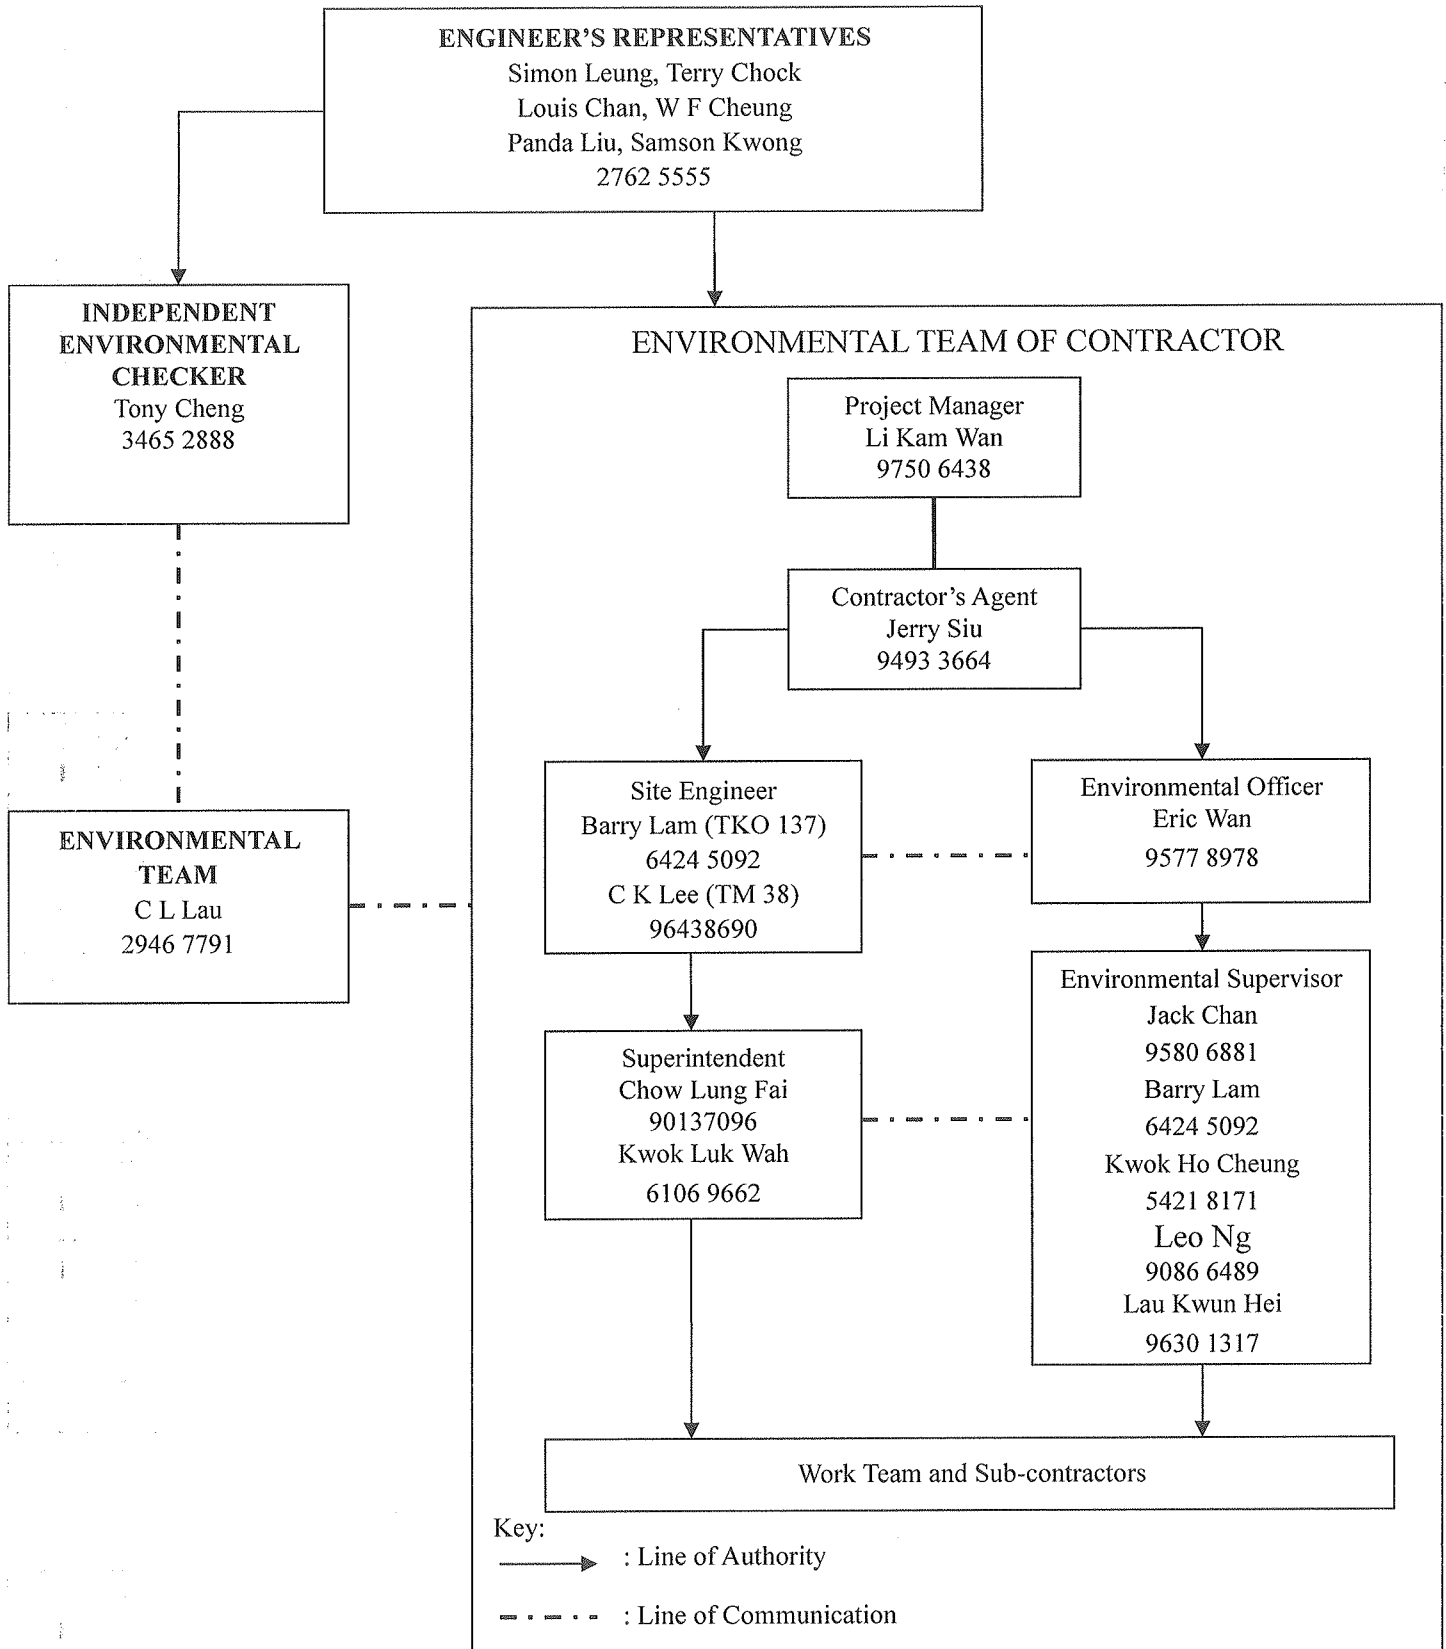 ENGINEER’S REPRESENTATIVES
Simon Leung, Terry Chock
Louis Chan, W F Cheung
Panda Liu, Samson Kwong
2762 5555
INDEPENDENT
ENVIRONMENTAL
CHECKER
Tony Cheng
3465 2888
ENVIRONMENTAL
TEAM
C L Lau
2946 7791
ENVIRONMENTAL TEAM OF CONTRACTOR
Project Manager
Li Kam Wan
9750 6438
Contractor’s Agent
Jerry Siu
9493 3664
Site Engineer
Barry Lam (TKO 137)
6424 5092
C K Lee (TM 38)
96438690
Environmental Officer
Eric Wan
9577 8978
Superintendent
Chow Lung Fai
90137096
Kwok Luk Wah
6106 9662
Environmental Supervisor
Jack Chan
9580 6881
Barry Lam
6424 5092
Kwok Ho Cheung
5421 8171
Leo Ng
9086 6489
Lau Kwun Hei
9630 1317
Work Team and Sub-contractors
Key:
: Line of Authority
: Line of Communication